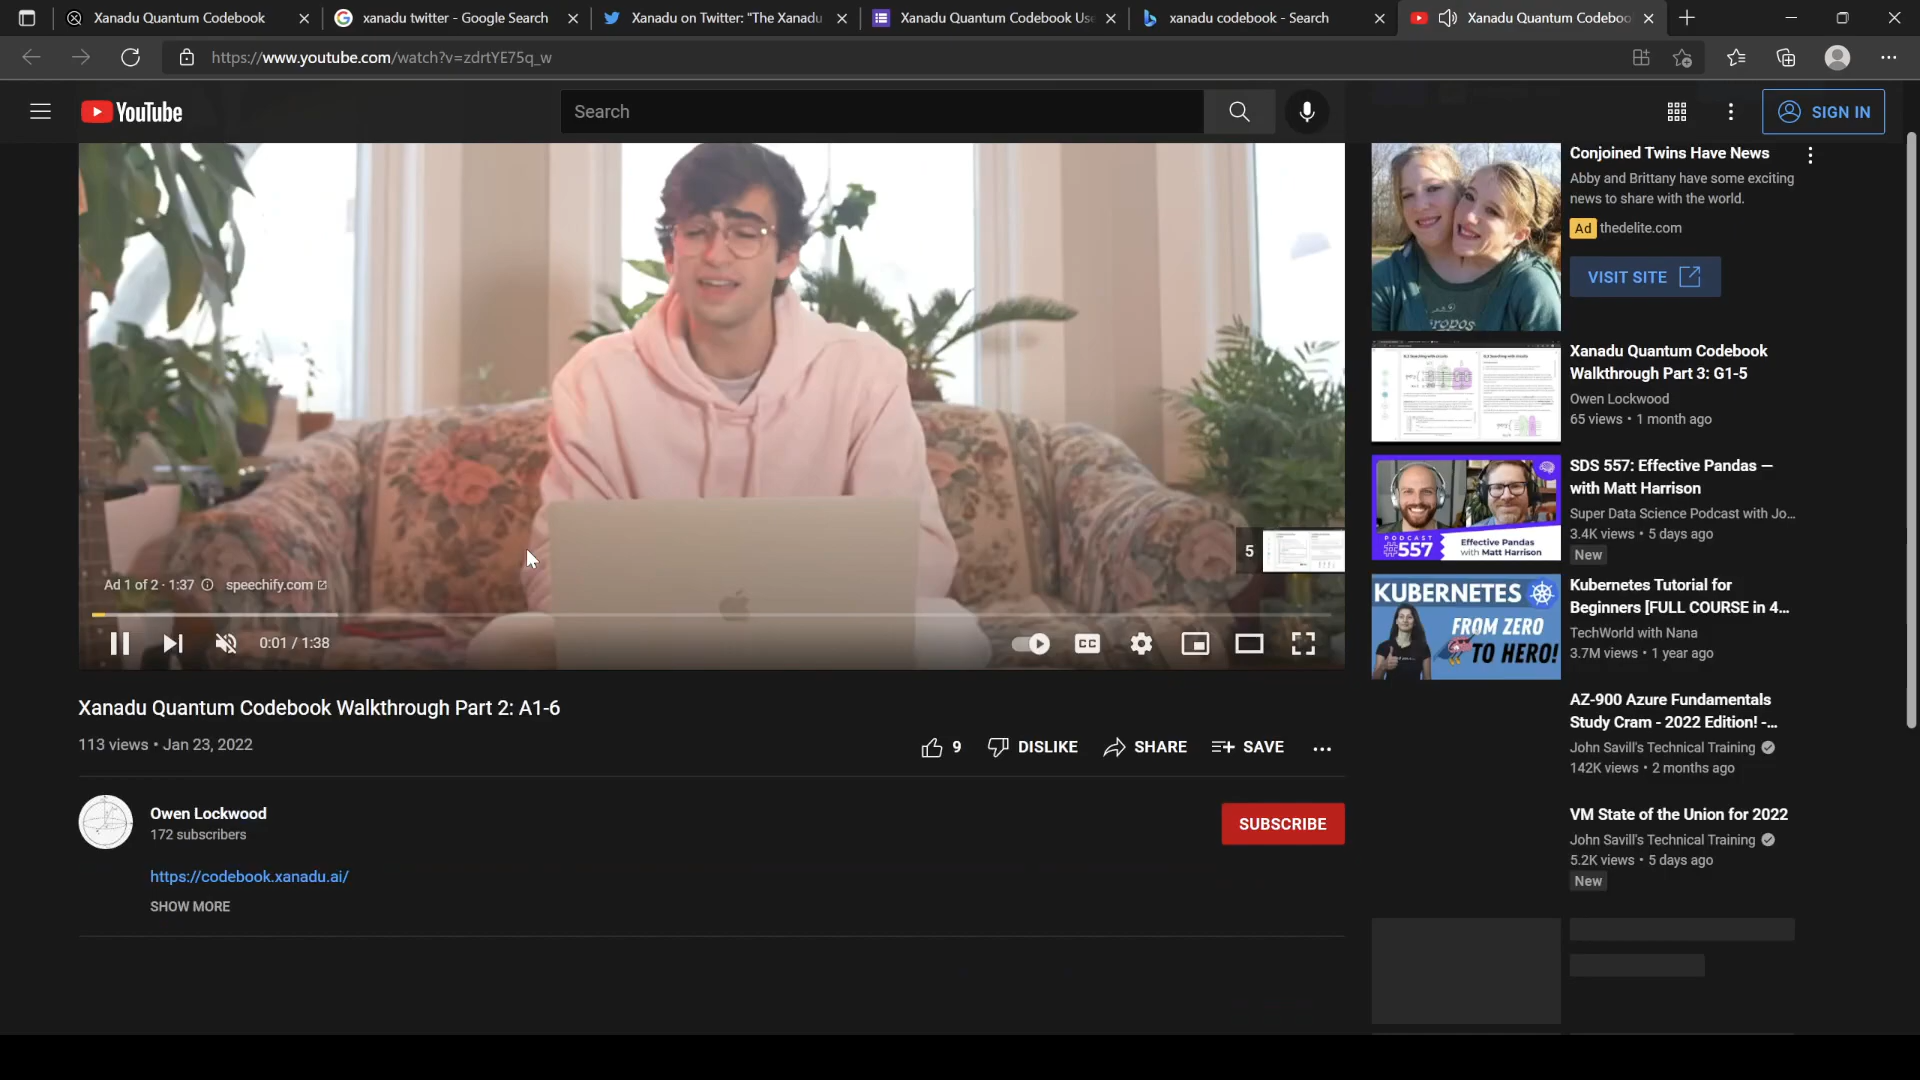 Xanadu Quantum Codebook
xanadu twitter - Google Search
Xanadu on Twitter: "The Xanadu
Xanadu Quantum Codebook Use
xanadu codebook - Search
Xanadu Quantum Codeboo
https://www.youtube.com/watch?v=zdrtYE75q_w
YouTube
Search
SIGN IN
Ad 1 of 2 · 1:37
speechify.com
5
0:01 / 1:38
CC
Xanadu Quantum Codebook Walkthrough Part 2: A1-6
113 views • Jan 23, 2022
9
DISLIKE
SHARE
SAVE
Owen Lockwood
172 subscribers
SUBSCRIBE
https://codebook.xanadu.ai/
SHOW MORE
Conjoined Twins Have News
Abby and Brittany have some exciting
news to share with the world.
Ad thedelite.com
VISIT SITE
Xanadu Quantum Codebook
Walkthrough Part 3: G1-5
Owen Lockwood
65 views • 1 month ago
PODCAST
#557
Effective Pandas
with Matt Harrison
SDS 557: Effective Pandas —
with Matt Harrison
Super Data Science Podcast with Jo...
3.4K views • 5 days ago
New
KUBERNETES
FROM ZERO
TO HERO!
Kubernetes Tutorial for
Beginners [FULL COURSE in 4...
TechWorld with Nana
3.7M views • 1 year ago
AZ-900 Azure Fundamentals
Study Cram - 2022 Edition! -...
John Savill's Technical Training
142K views • 2 months ago
VM State of the Union for 2022
John Savill's Technical Training
5.2K views • 5 days ago
New